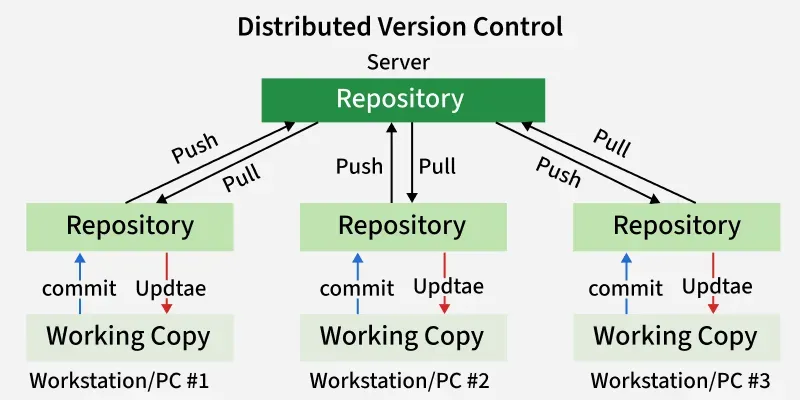 Distributed Version Control
Server
Repository
Push
Pull
Push
Pull
Push
Pull
Repository
Repository
Repository
commit
Updtae
commit
Updtae
commit
Updtae
Working Copy
Working Copy
Working Copy
Workstation/PC #1
Workstation/PC #2
Workstation/PC #3